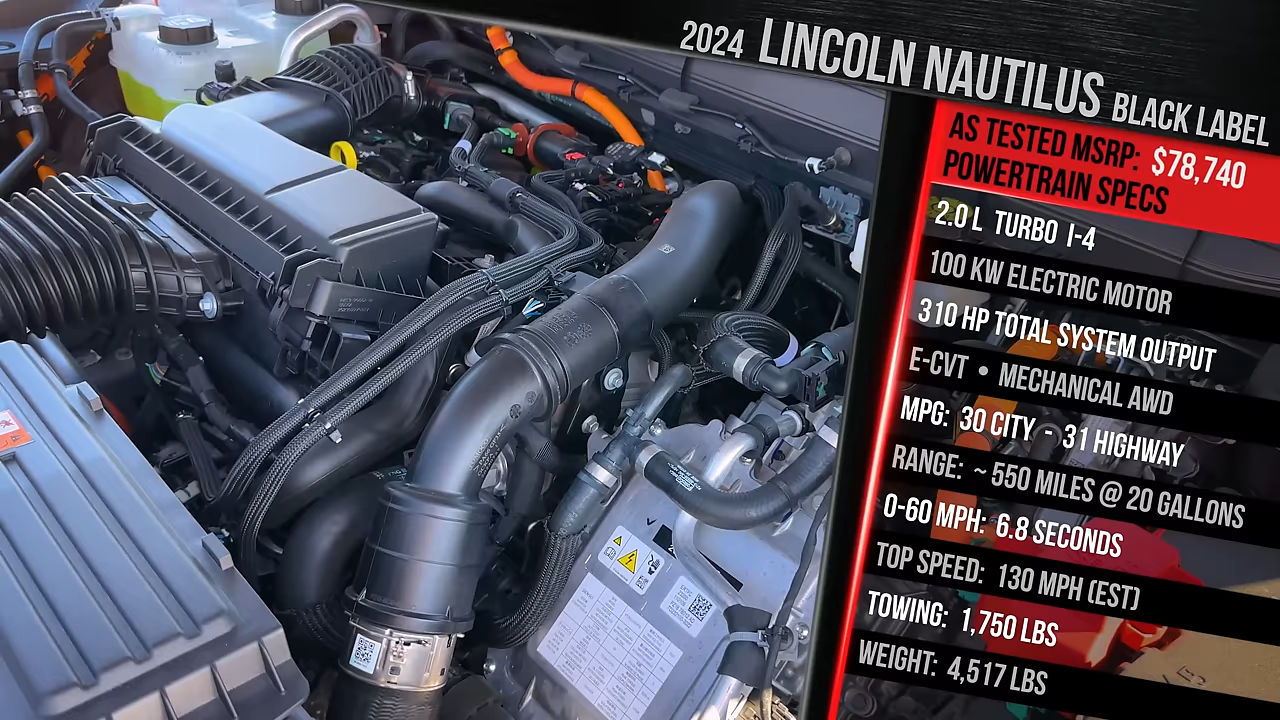 2024 LINCOLN NAUTILUS BLACK LABEL
AS TESTED MSRP: $78,740
POWERTRAIN SPECS
2.0 L TURBO I-4
100 KW ELECTRIC MOTOR
310 HP TOTAL SYSTEM OUTPUT
E-CVT • MECHANICAL AWD
MPG: 30 CITY - 31 HIGHWAY
RANGE: ~ 550 MILES @ 20 GALLONS
0-60 MPH: 6.8 SECONDS
TOP SPEED: 130 MPH (EST)
TOWING: 1,750 LBS
WEIGHT: 4,517 LBS